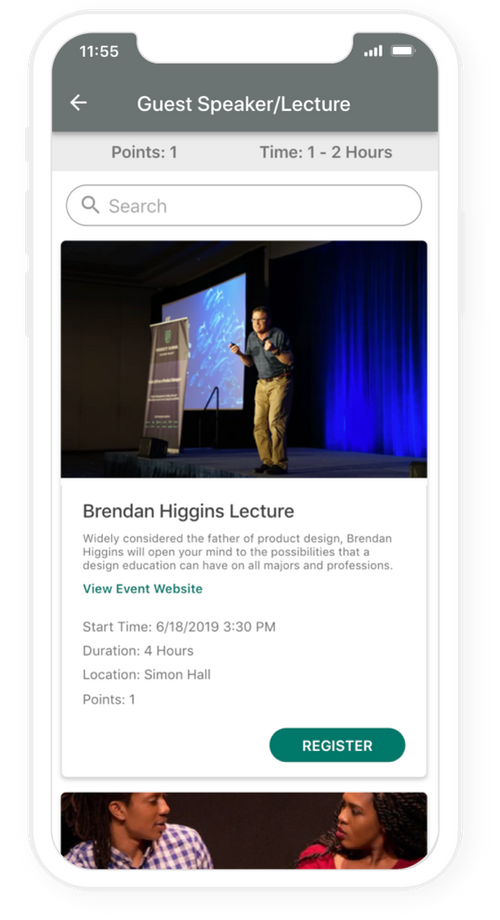 11:55
Guest Speaker/Lecture
Points: 1 Time: 1 - 2 Hours
Search
Brendan Higgins Lecture
Widely considered the father of product design, Brendan
Higgins will open your mind to the possibilities that a
design education can have on all majors and professions.
View Event Website
Start Time: 6/18/2019 3:30 PM
Duration: 4 Hours
Location: Simon Hall
Points: 1
REGISTER